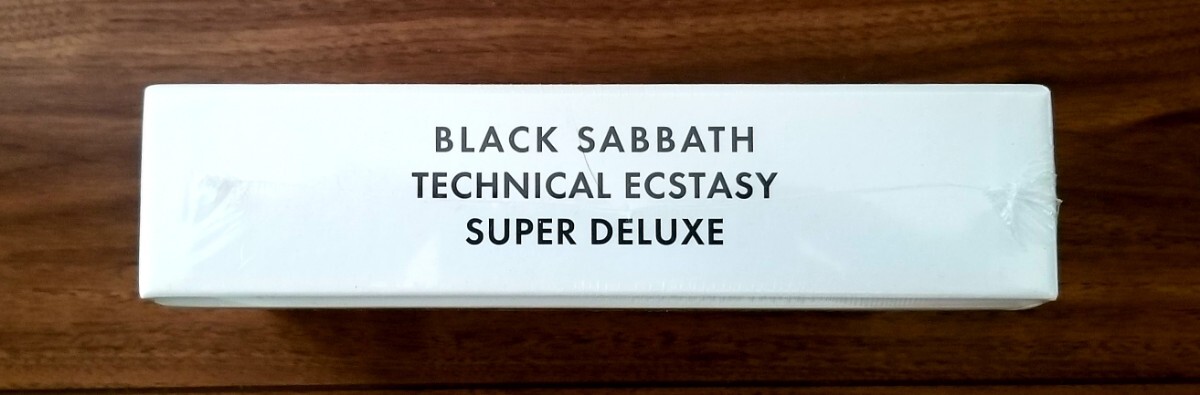 BLACK SABBATH
TECHNICAL ECSTASY
SUPER DELUXE